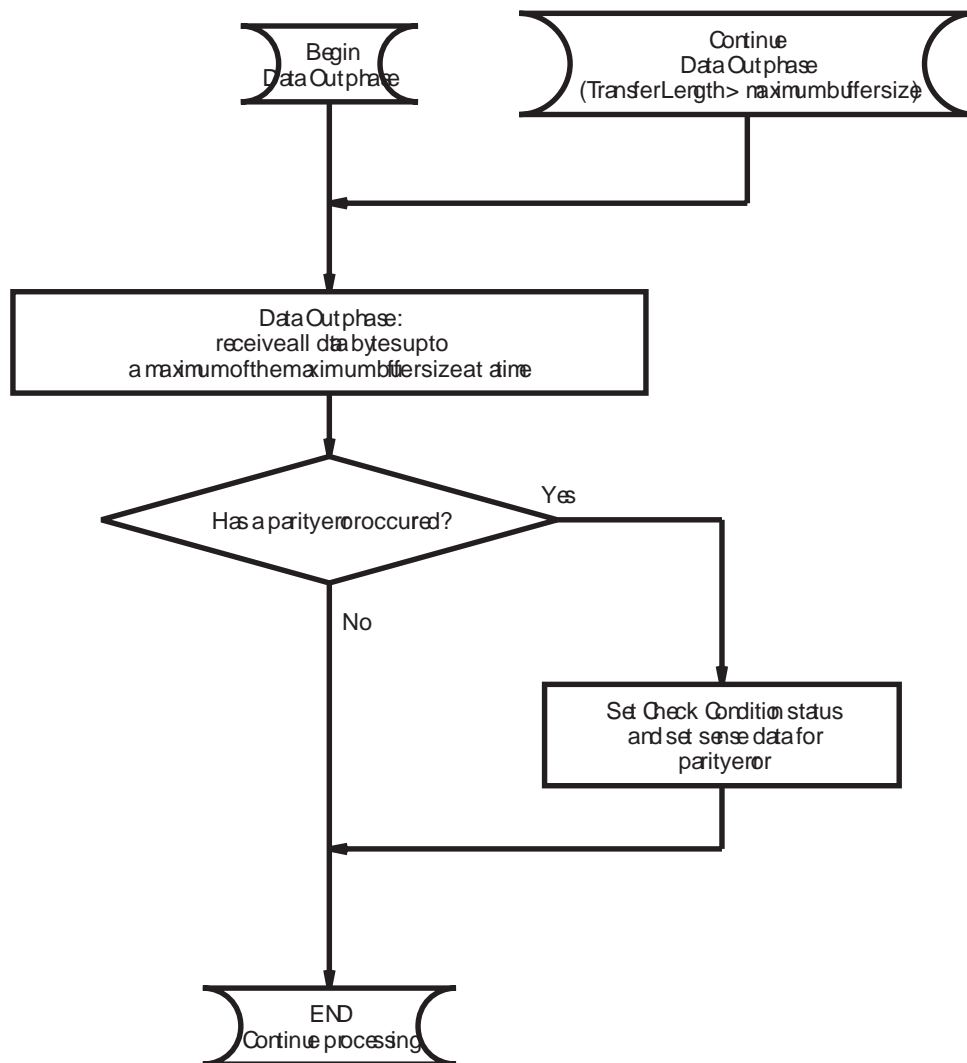 Begin
Data Out phase
Continue
Data Out phase
(Transfer Length > maximum buffer size)
Data Out phase:
receive all data bytes up to
a maximum of the maximum buffer size at a time
Has a parity error occured?
Yes
No
Set Check Condition status
and set sense data for
parity error
END
Continue processing